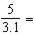 5/3.1 =